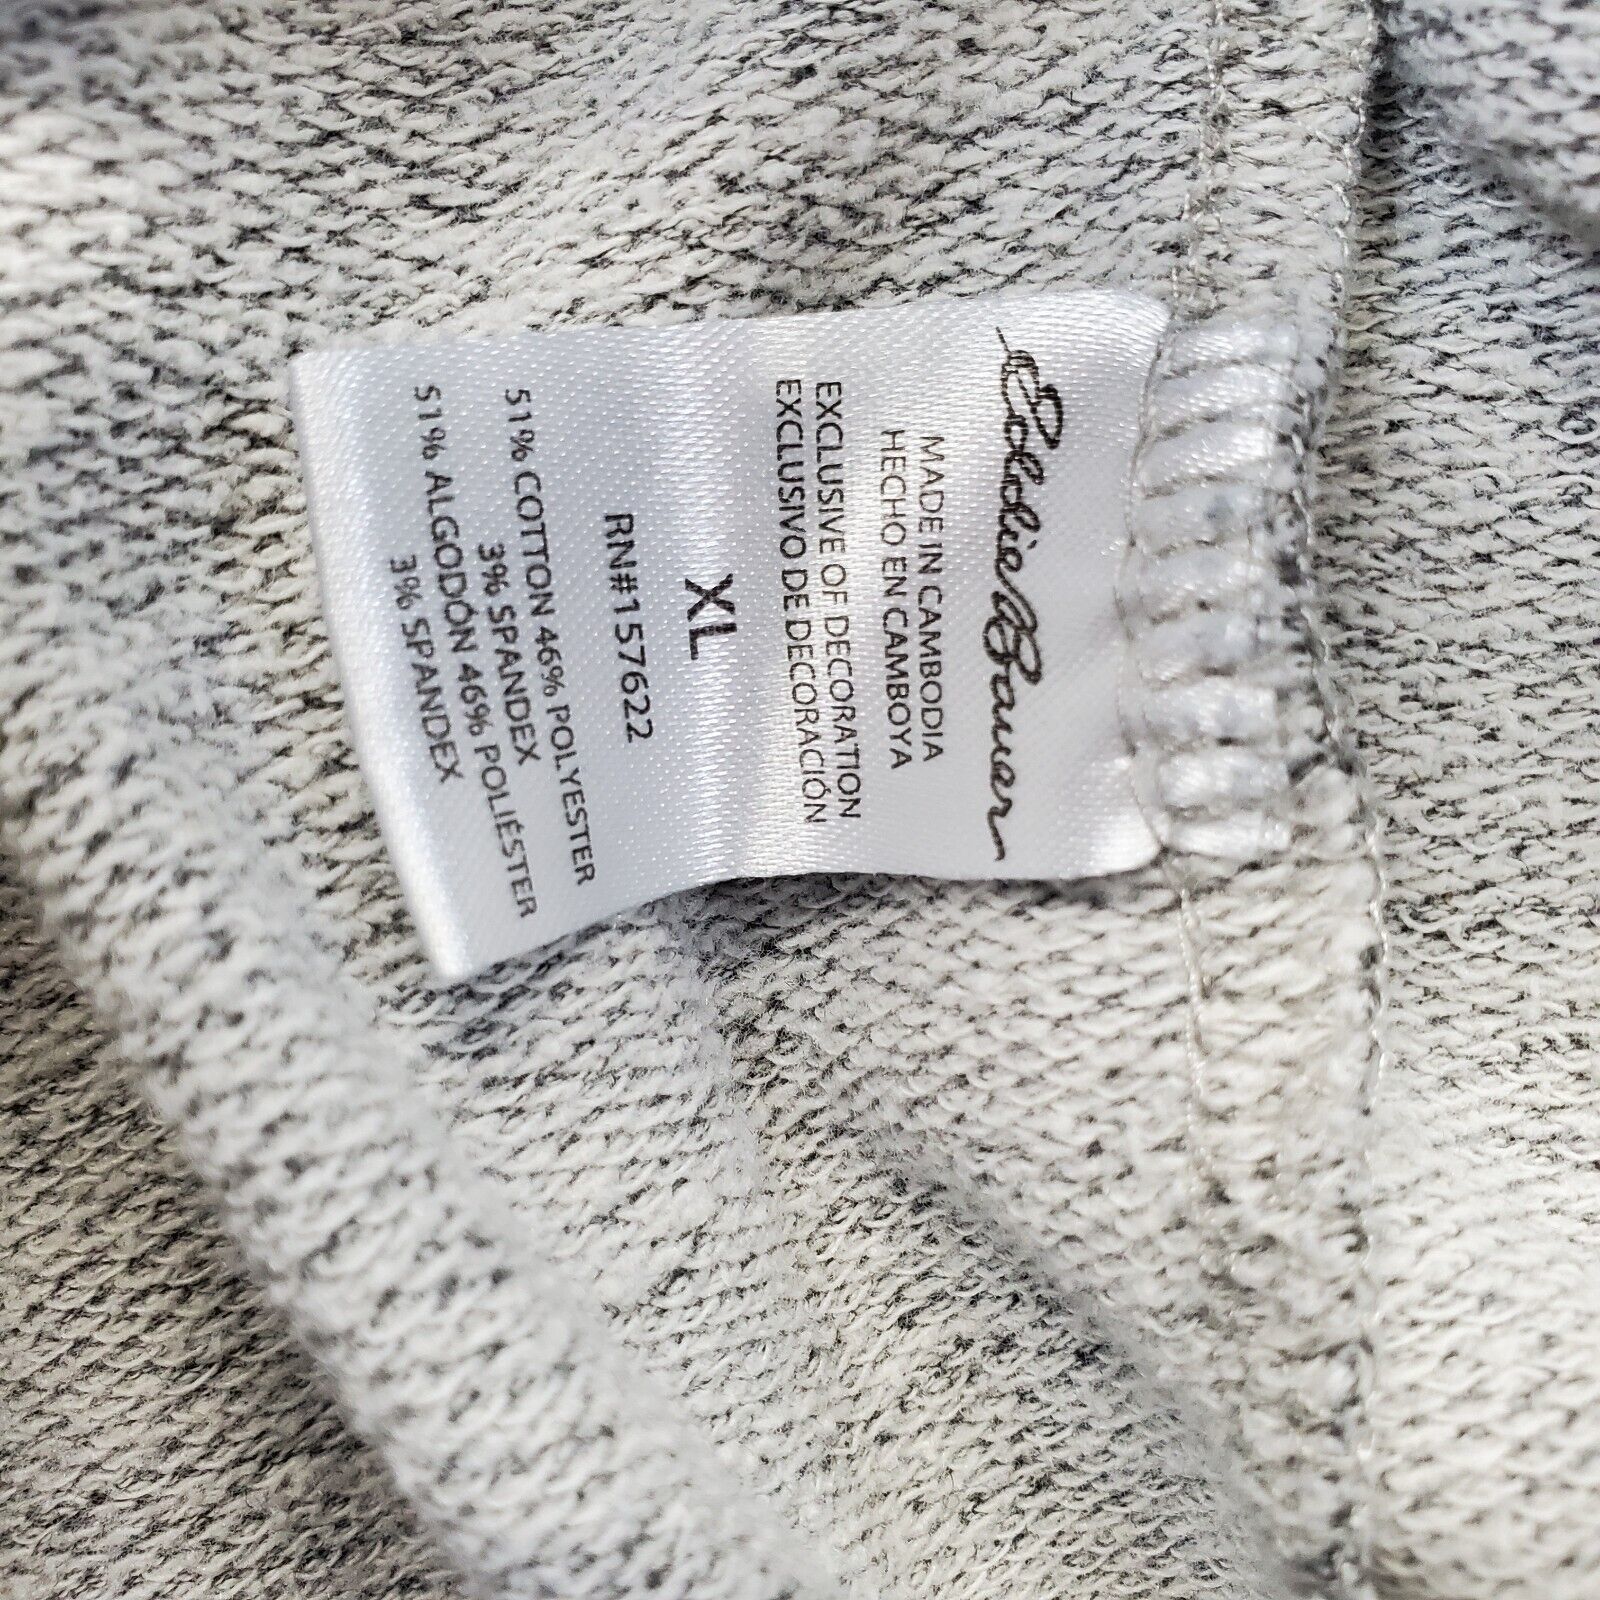 Eddie Bauer
MADE IN CAMBODIA
HECHO EN CAMBOYA
EXCLUSIVE OF DECORATION
EXCLUSIVO DE DECORACIÓN
XL
RN#157622
51% COTTON 46% POLYESTER
3% SPANDEX
51% ALGODÓN 46% POLIÉSTER
3% SPANDEX